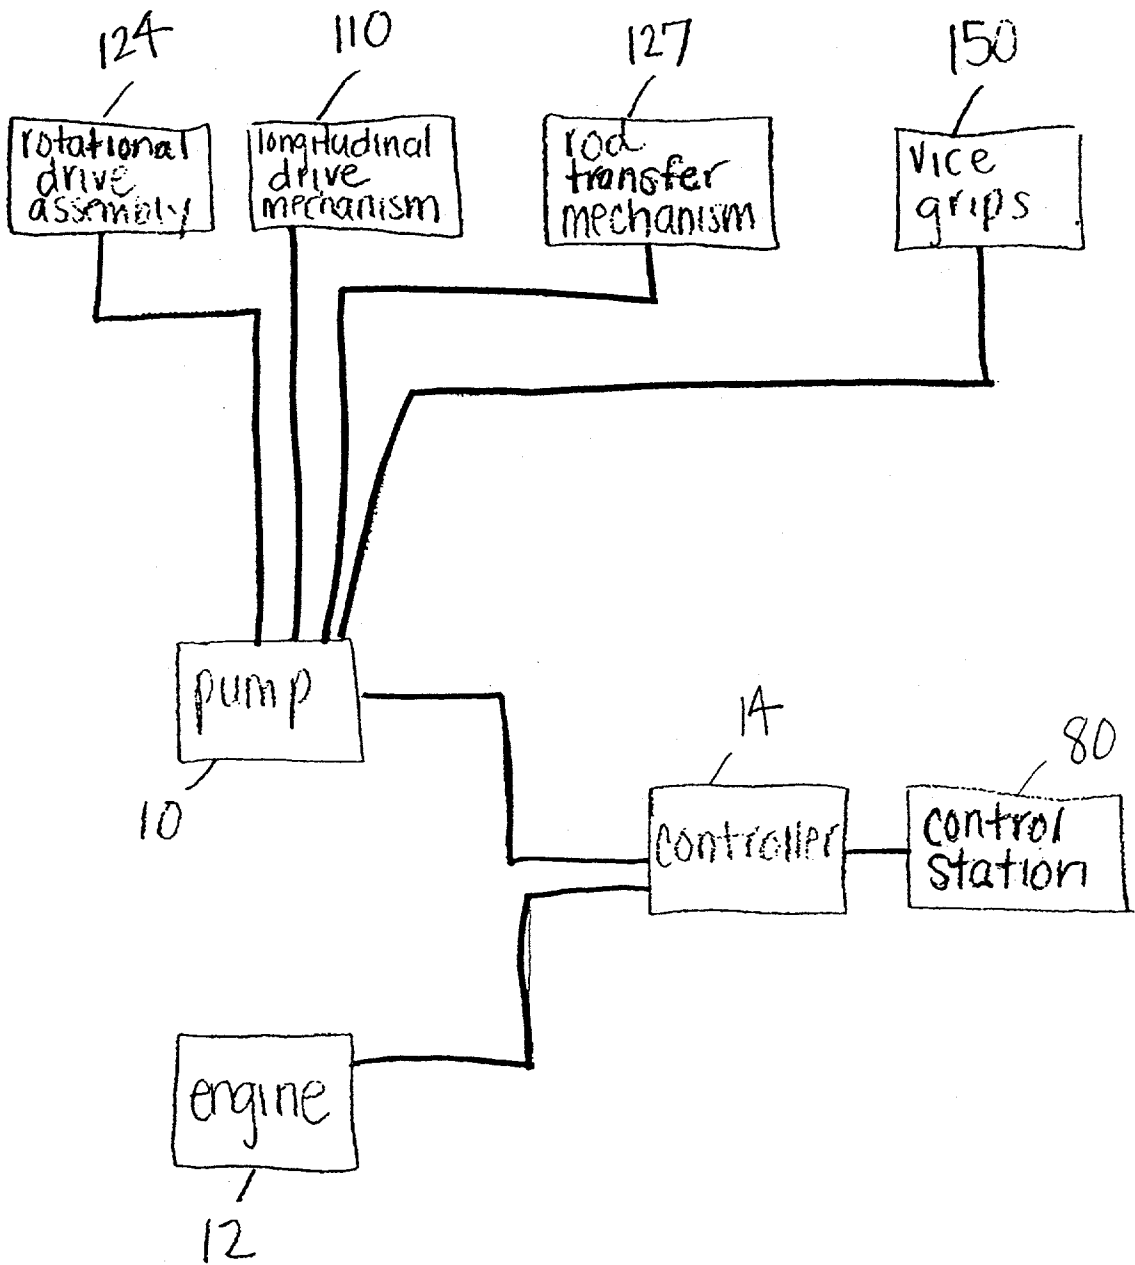 124
110
127
150
rotational
drive
assembly
longitudinal
drive
mechanism
rod
transfer
mechanism
vice
grips
pump
10
14
80
controller
control
station
engine
12